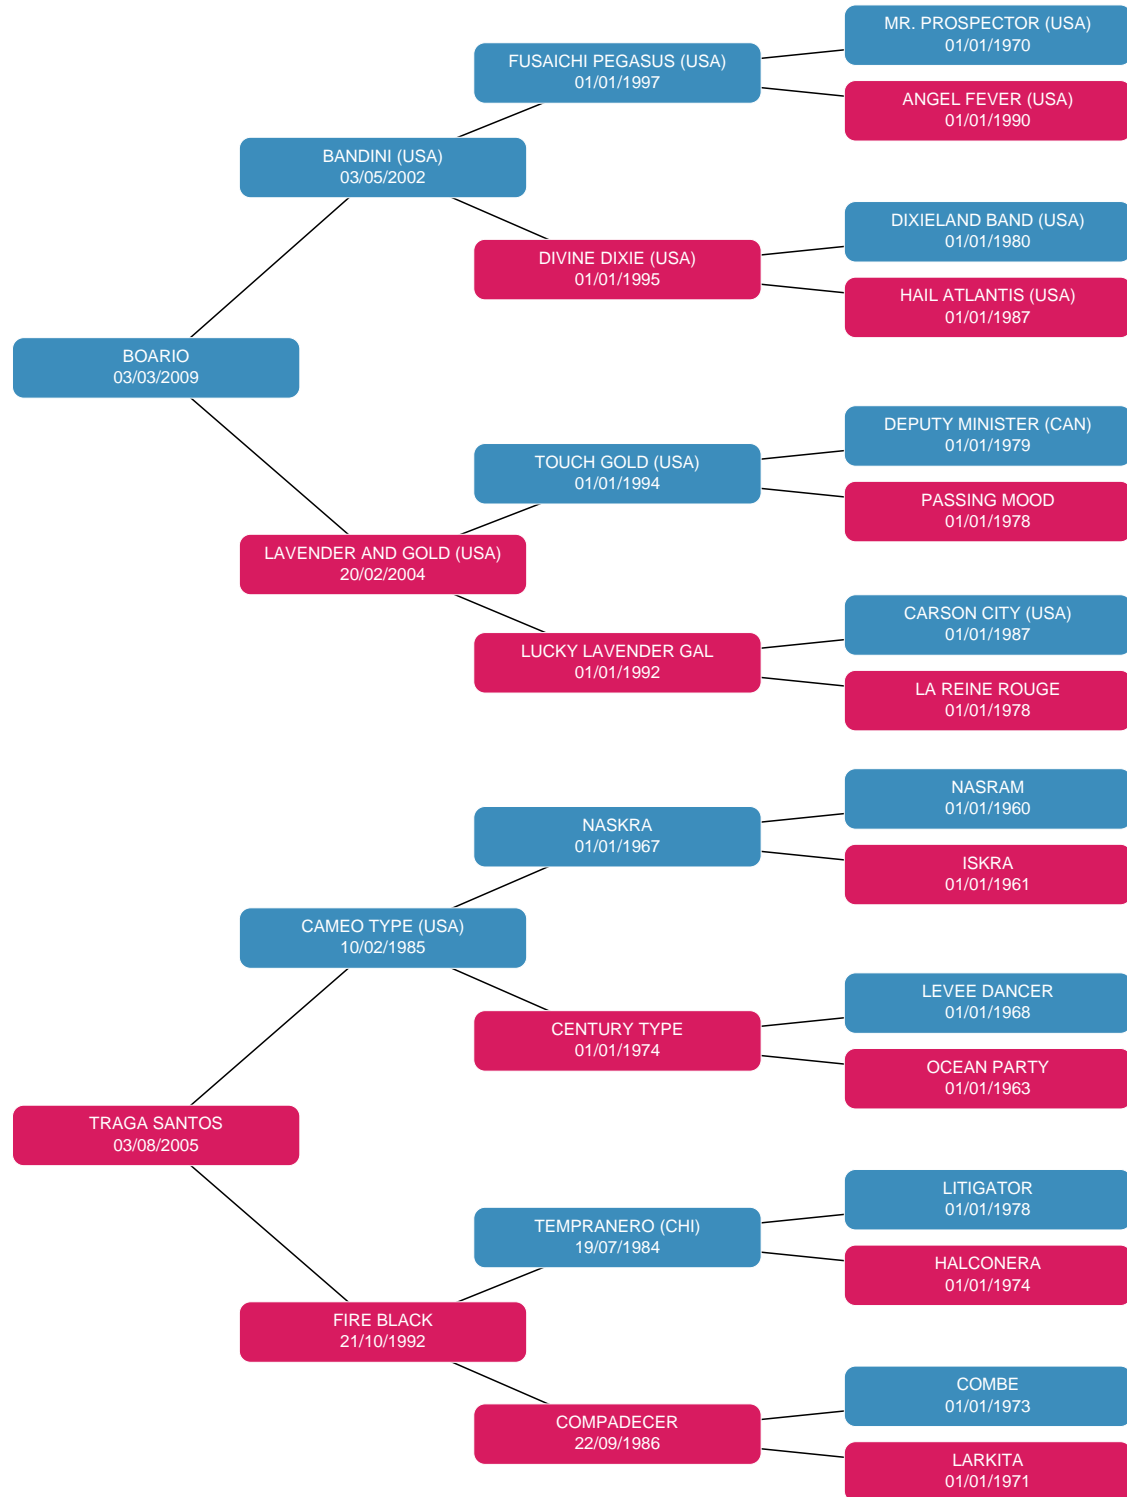 MR. PROSPECTOR (USA)
01/01/1970
FUSAICHI PEGASUS (USA)
01/01/1997
ANGEL FEVER (USA)
01/01/1990
BANDINI (USA)
03/05/2002
DIXIELAND BAND (USA)
01/01/1980
DIVINE DIXIE (USA)
01/01/1995
HAIL ATLANTIS (USA)
01/01/1987
BOARIO
03/03/2009
DEPUTY MINISTER (CAN)
01/01/1979
TOUCH GOLD (USA)
01/01/1994
PASSING MOOD
01/01/1978
LAVENDER AND GOLD (USA)
20/02/2004
CARSON CITY (USA)
01/01/1987
LUCKY LAVENDER GAL
01/01/1992
LA REINE ROUGE
01/01/1978
NASRAM
01/01/1960
NASKRA
01/01/1967
ISKRA
01/01/1961
CAMEO TYPE (USA)
10/02/1985
LEVEE DANCER
01/01/1968
CENTURY TYPE
01/01/1974
OCEAN PARTY
01/01/1963
TRAGA SANTOS
03/08/2005
LITIGATOR
01/01/1978
TEMPRANERO (CHI)
19/07/1984
HALCONERA
01/01/1974
FIRE BLACK
21/10/1992
COMBE
01/01/1973
COMPADECER
22/09/1986
LARKITA
01/01/1971